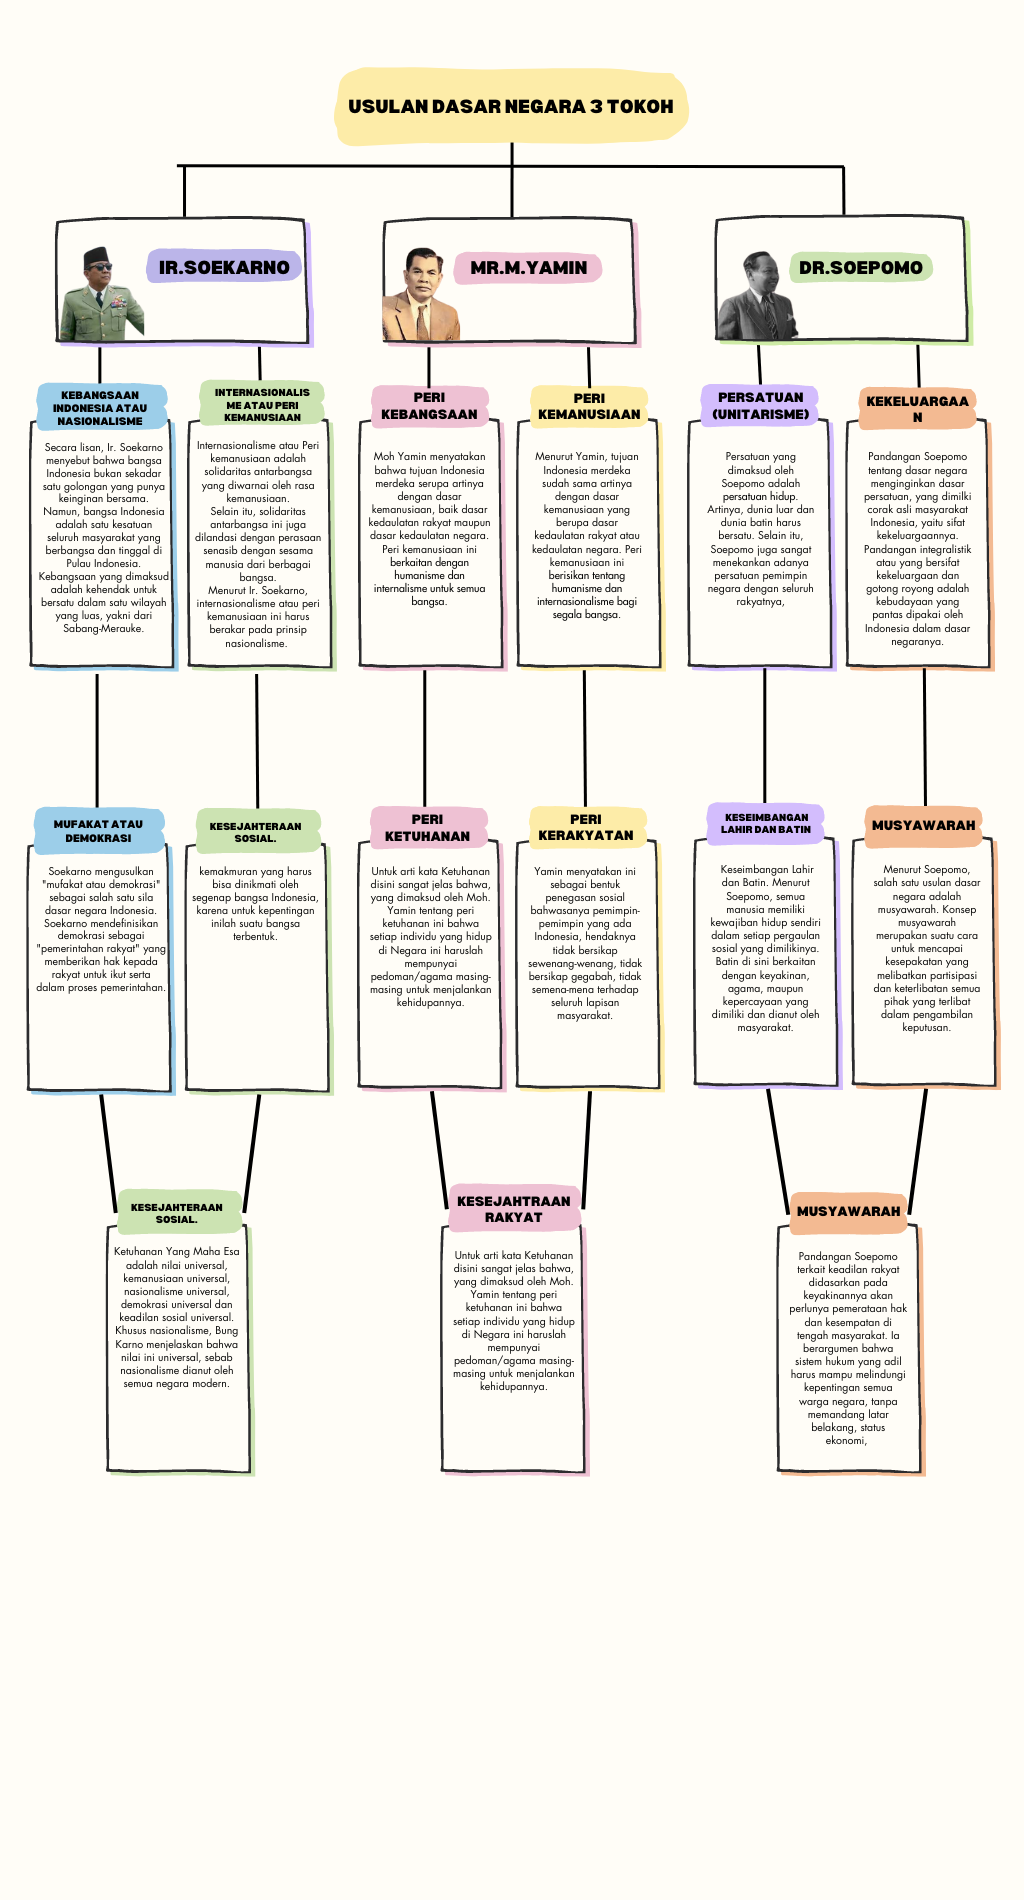 USULAN DASAR NEGARA 3 TOKOH
IR.SOEKARNO
MR.M.YAMIN
DR.SOEPOMO
KEBANGSAAN
INDONESIA ATAU
NASIONALISME
Secara lisan, Ir. Soekarno
menyebut bahwa bangsa
Indonesia bukan sekadar
satu golongan yang punya
keinginan bersama.
Namun, bangsa Indonesia
adalah satu kesatuan
seluruh masyarakat yang
berbangsa dan tinggal di
Pulau Indonesia.
Kebangsaan yang dimaksud
adalah kehendak untuk
bersatu dalam satu wilayah
yang luas, yakni dari
Sabang-Merauke.
INTERNASIONALIS
ME ATAU PERI
KEMANUSIAAN
Internasionalisme atau Peri
kemanusiaan adalah
solidaritas antarbangsa
yang diwarnai oleh rasa
kemanusiaan.
Selain itu, solidaritas
antarbangsa ini juga
dilandasi dengan perasaan
senasib dengan sesama
manusia dari berbagai
bangsa.
Menurut Ir. Soekarno,
internasionalisme atau peri
kemanusiaan ini harus
berakar pada prinsip
nasionalisme.
PERI
KEBANGSAAN
Moh Yamin menyatakan
bahwa tujuan Indonesia
merdeka serupa artinya
dengan dasar
kemanusiaan, baik dasar
kedaulatan rakyat maupun
dasar kedaulatan negara.
Peri kemanusiaan ini
berkaitan dengan
humanisme dan
internalisme untuk semua
bangsa.
PERI
KEMANUSIAAN
Menurut Yamin, tujuan
Indonesia merdeka
sudah sama artinya
dengan dasar
kemanusiaan yang
berupa dasar
kedaulatan rakyat atau
kedaulatan negara. Peri
kemanusiaan ini
berisikan tentang
humanisme dan
internasionalisme bagi
segala bangsa.
PERSATUAN
(UNITARISME)
Persatuan yang
dimaksud oleh
Soepomo adalah
persatuan hidup.
Artinya, dunia luar dan
dunia batin harus
bersatu. Selain itu,
Soepomo juga sangat
menekankan adanya
persatuan pemimpin
negara dengan seluruh
rakyatnya,
KEKELUARGAA
N
Pandangan Soepomo
tentang dasar negara
menginginkan dasar
persatuan, yang dimilki
corak asli masyarakat
Indonesia, yaitu sifat
kekeluargaannya.
Pandangan integralistik
atau yang bersifat
kekeluargaan dan
gotong royong adalah
kebudayaan yang
pantas dipakai oleh
Indonesia dalam dasar
negaranya.
MUFAKAT ATAU
DEMOKRASI
Soekarno mengusulkan
"mufakat atau demokrasi"
sebagai salah satu sila
dasar negara Indonesia.
Soekarno mendefinisikan
demokrasi sebagai
"pemerintahan rakyat" yang
memberikan hak kepada
rakyat untuk ikut serta
dalam proses pemerintahan.
KESEJAHTERAAN
SOSIAL.
kemakmuran yang harus
bisa dinikmati oleh
segenap bangsa Indonesia,
karena untuk kepentingan
inilah suatu bangsa
terbentuk.
PERI
KETUHANAN
Untuk arti kata Ketuhanan
disini sangat jelas bahwa,
yang dimaksud oleh Moh.
Yamin tentang peri
ketuhanan ini bahwa
setiap individu yang hidup
di Negara ini haruslah
mempunyai
pedoman/agama masing-
masing untuk menjalankan
kehidupannya.
PERI
KERAKYATAN
Yamin menyatakan ini
sebagai bentuk
penegasan sosial
bahwasanya pemimpin-
pemimpin yang ada
Indonesia, hendaknya
tidak bersikap
sewenang-wenang, tidak
bersikap gegabah, tidak
semena-mena terhadap
seluruh lapisan
masyarakat.
KESEIMBANGAN
LAHIR DAN BATIN
Keseimbangan Lahir
dan Batin. Menurut
Soepomo, semua
manusia memiliki
kewajiban hidup sendiri
dalam setiap pergaulan
sosial yang dimilikinya.
Batin di sini berkaitan
dengan keyakinan,
agama, maupun
kepercayaan yang
dimiliki dan dianut oleh
masyarakat.
MUSYAWARAH
Menurut Soepomo,
salah satu usulan dasar
negara adalah
musyawarah. Konsep
musyawarah
merupakan suatu cara
untuk mencapai
kesepakatan yang
melibatkan partisipasi
dan keterlibatan semua
pihak yang terlibat
dalam pengambilan
keputusan.
KESEJAHTERAAN
SOSIAL.
Ketuhanan Yang Maha Esa
adalah nilai universal,
kemanusiaan universal,
nasionalisme universal,
demokrasi universal dan
keadilan sosial universal.
Khusus nasionalisme, Bung
Karno menjelaskan bahwa
nilai ini universal, sebab
nasionalisme dianut oleh
semua negara modern.
KESEJAHTRAAN
RAKYAT
Untuk arti kata Ketuhanan
disini sangat jelas bahwa,
yang dimaksud oleh Moh.
Yamin tentang peri
ketuhanan ini bahwa
setiap individu yang hidup
di Negara ini haruslah
mempunyai
pedoman/agama masing-
masing untuk menjalankan
kehidupannya.
MUSYAWARAH
Pandangan Soepomo
terkait keadilan rakyat
didasarkan pada
keyakinannya akan
perlunya pemerataan hak
dan kesempatan di
tengah masyarakat. Ia
berargumen bahwa
sistem hukum yang adil
harus mampu melindungi
kepentingan semua
warga negara, tanpa
memandang latar
belakang, status
ekonomi,